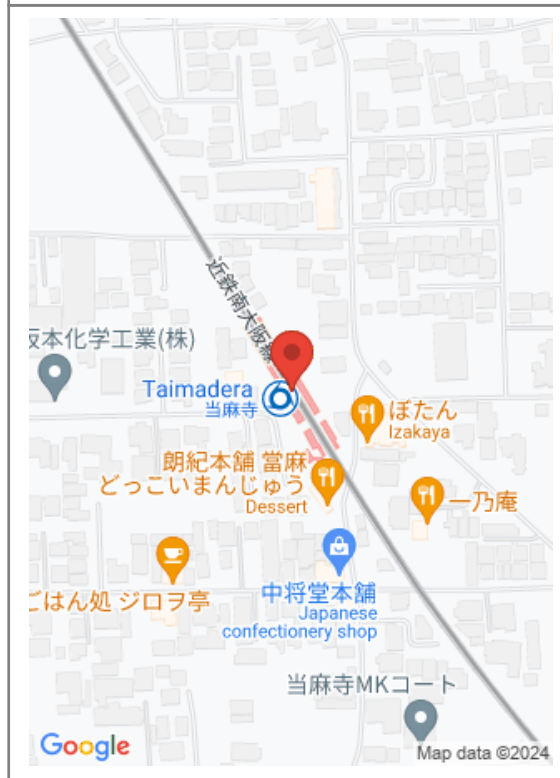 近鉄南大阪線
阪本化学工業(株)
Taimadera
当麻寺
ぼたん
Izakaya
朗紀本舗 當麻
どっこいまんじゅう
Dessert
一乃庵
中将堂本舗
Japanese
confectionery shop
ごはん処 ジロヲ亭
当麻寺MKコート
Google
Map data ©2024